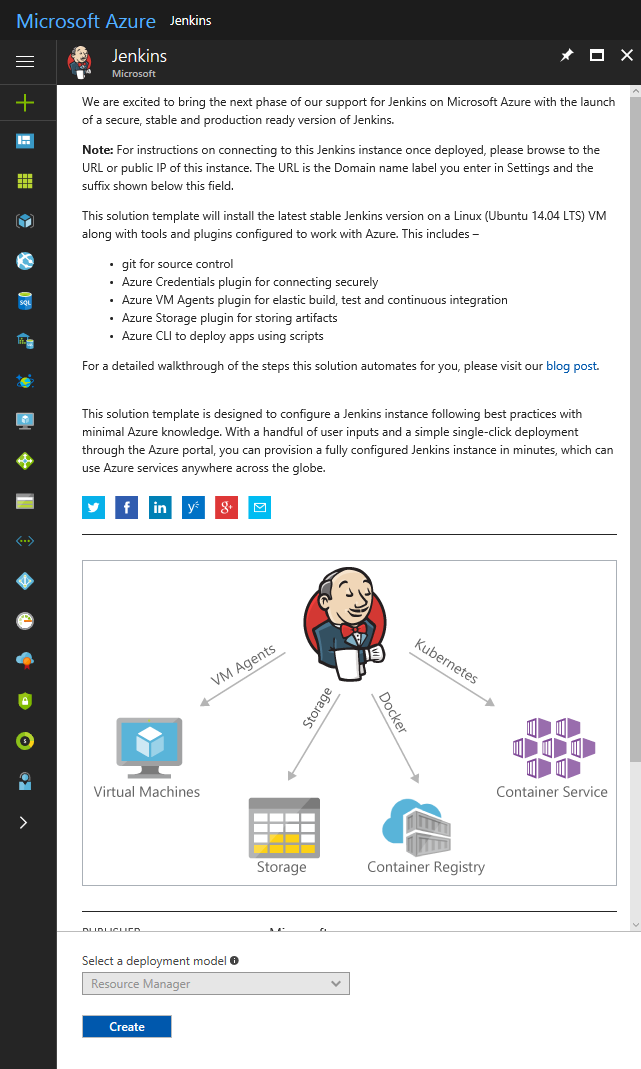 Microsoft Azure Jenkins
Jenkins
Microsoft
We are excited to bring the next phase of our support for Jenkins on Microsoft Azure with the launch
of a secure, stable and production ready version of Jenkins.
Note: For instructions on connecting to this Jenkins instance once deployed, please browse to the
URL or public IP of this instance. The URL is the Domain name label you enter in Settings and the
suffix shown below this field.
This solution template will install the latest stable Jenkins version on a Linux (Ubuntu 14.04 LTS) VM
along with tools and plugins configured to work with Azure. This includes –
• git for source control
• Azure Credentials plugin for connecting securely
• Azure VM Agents plugin for elastic build, test and continuous integration
• Azure Storage plugin for storing artifacts
• Azure CLI to deploy apps using scripts
For a detailed walkthrough of the steps this solution automates for you, please visit our blog post.
This solution template is designed to configure a Jenkins instance following best practices with
minimal Azure knowledge. With a handful of user inputs and a simple single-click deployment
through the Azure portal, you can provision a fully configured Jenkins instance in minutes, which can
use Azure services anywhere across the globe.
VM Agents
Storage
Docker
Kubernetes
Virtual Machines
Container Service
Storage
Container Registry
PUBLISHER Microsoft
Select a deployment model
Resource Manager
Create